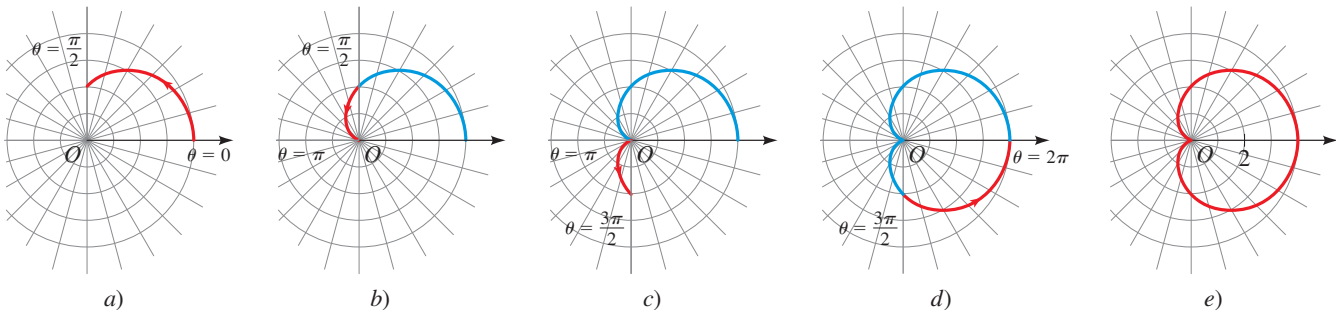 θ = π/2
O
θ = 0
a)
θ = π/2
θ = π
O
b)
θ = π
O
θ = 3π/2
c)
O
θ = 2π
θ = 3π/2
d)
O
2
e)